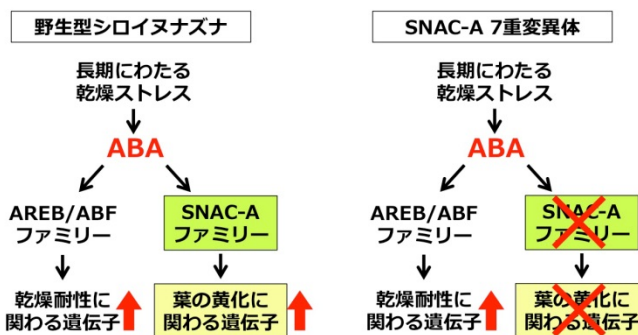 野生型シロイヌナズナ
長期にわたる
乾燥ストレス
ABA
AREB/ABF
ファミリー
SNAC-A
ファミリー
乾燥耐性に
関わる遺伝子
葉の黄化に
関わる遺伝子
SNAC-A 7重変異体
長期にわたる
乾燥ストレス
ABA
AREB/ABF
ファミリー
SNAC-A
ファミリー
乾燥耐性に
関わる遺伝子
葉の黄化に
関わる遺伝子